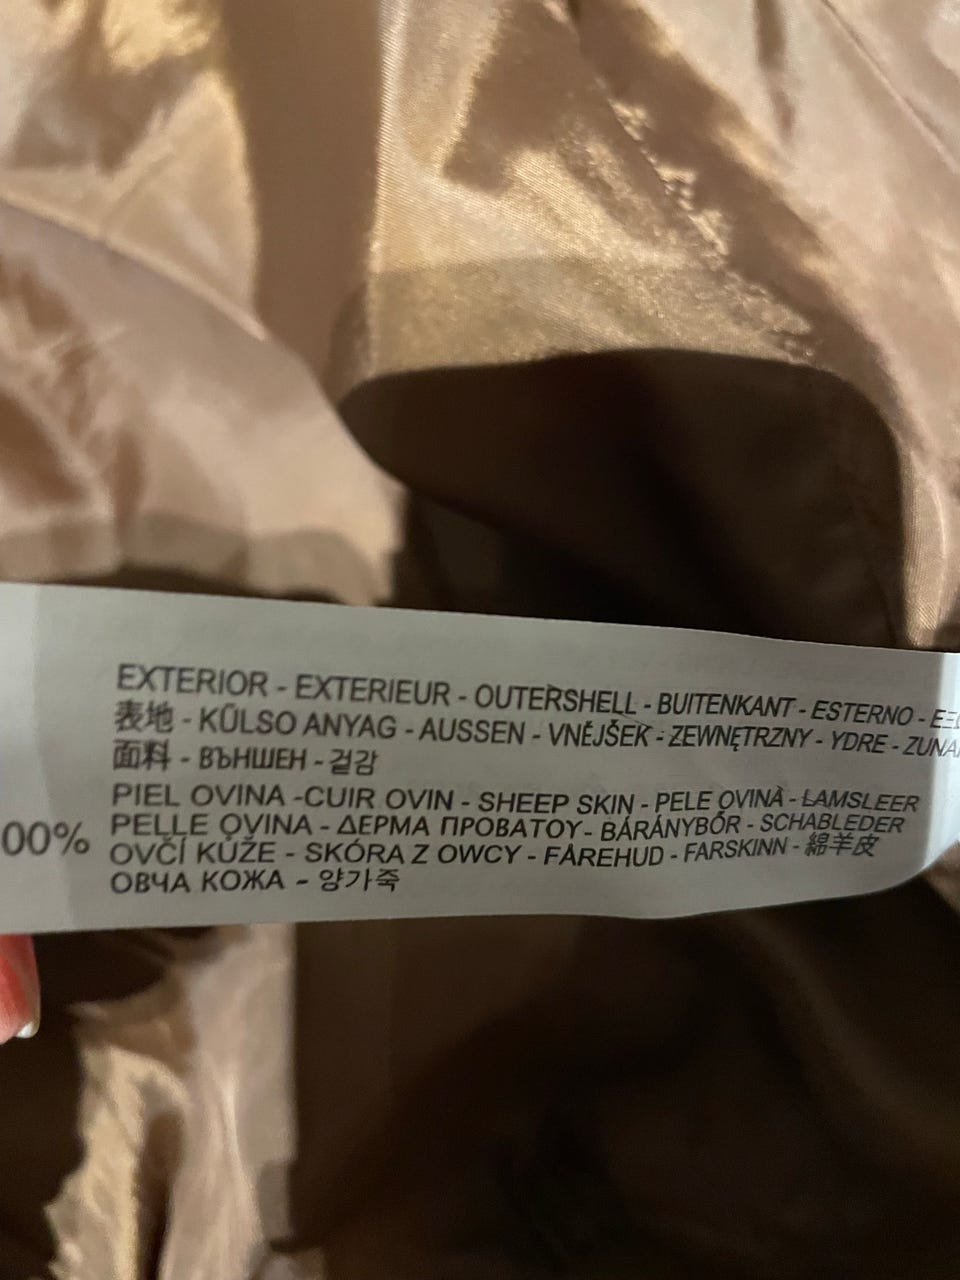 EXTERIOR - EXTERIEUR - OUTERSHELL - BUITENKANT - ESTERNO -
表地 - KŰLSO ANYAG - AUSSEN - VNĚJŠEK - ZEWNĘTRZNY - YDRE -
面料 - ВЪНШЕН - 겉감
PIEL OVINA -CUIR OVIN - SHEEP SKIN - PELE OVINA - LAMSLEER
00% PELLE OVINA - ΔΕΡΜΑ ΠΡΟΒΑΤΟΥ - BÁRÁNYBŐR - SCHABLEDER
OVČÍ KŮŽE - SKÓRA Z OWCY - FÅREHUD - FARSKINN - 綿羊皮
ОВЧА КОЖА - 양가죽